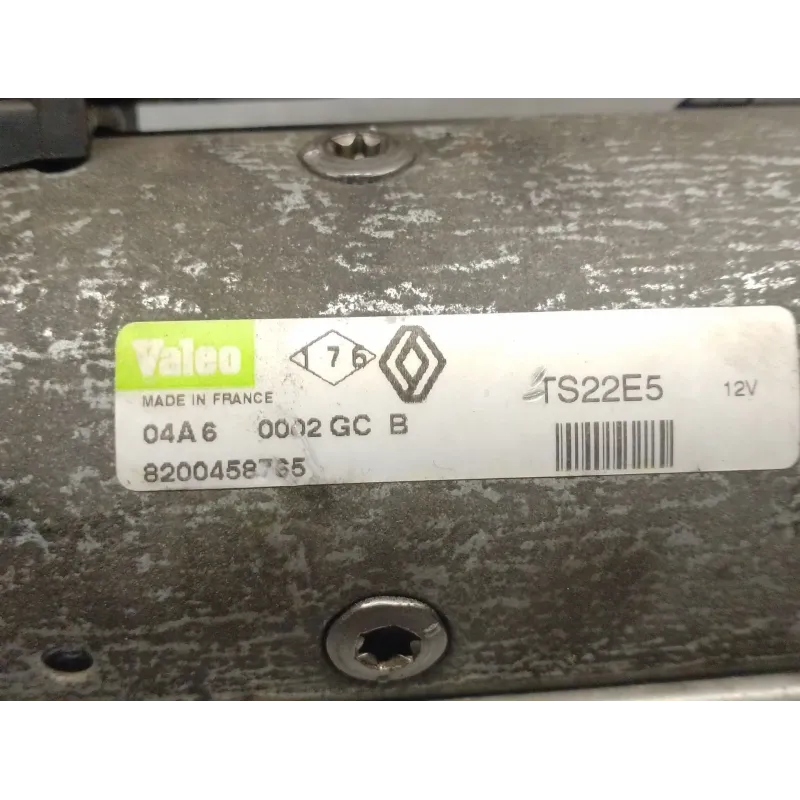 Valeo
176
MADE IN FRANCE
TS22E5 12V
04A6 0002 GC B
8200458765